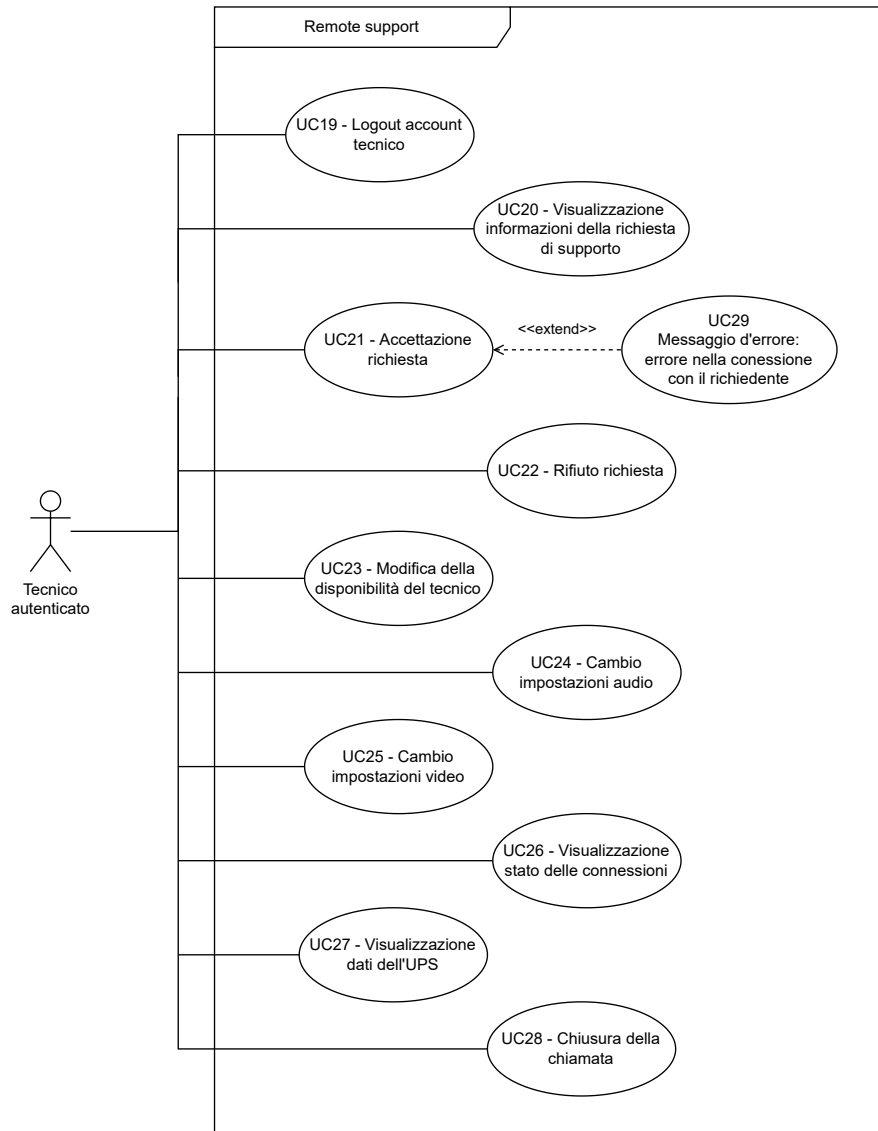 Remote support
UC19 - Logout account
tecnico
UC20 - Visualizzazione
informazioni della richiesta
di supporto
UC21 - Accettazione
richiesta
<<extend>>
UC29
Messaggio d'errore:
errore nella conessione
con il richiedente
UC22 - Rifiuto richiesta
Tecnico
autenticato
UC23 - Modifica della
disponibilità del tecnico
UC24 - Cambio
impostazioni audio
UC25 - Cambio
impostazioni video
UC26 - Visualizzazione
stato delle connessioni
UC27 - Visualizzazione
dati dell'UPS
UC28 - Chiusura della
chiamata